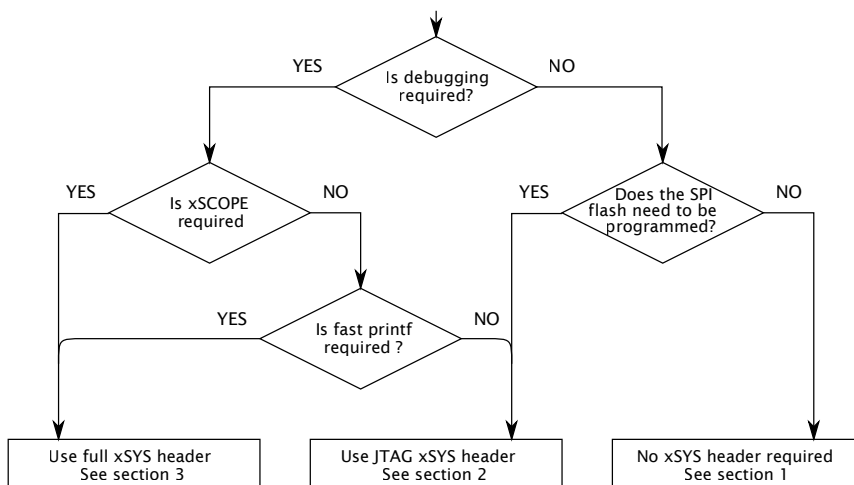 YES
NO
Is debugging
required?
YES
NO
YES
NO
Is xSCOPE
required
Does the SPI
flash need to be
programmed?
YES
NO
Is fast printf
required ?
Use full xSYS header
See section 3
Use JTAG xSYS header
See section 2
No xSYS header required
See section 1